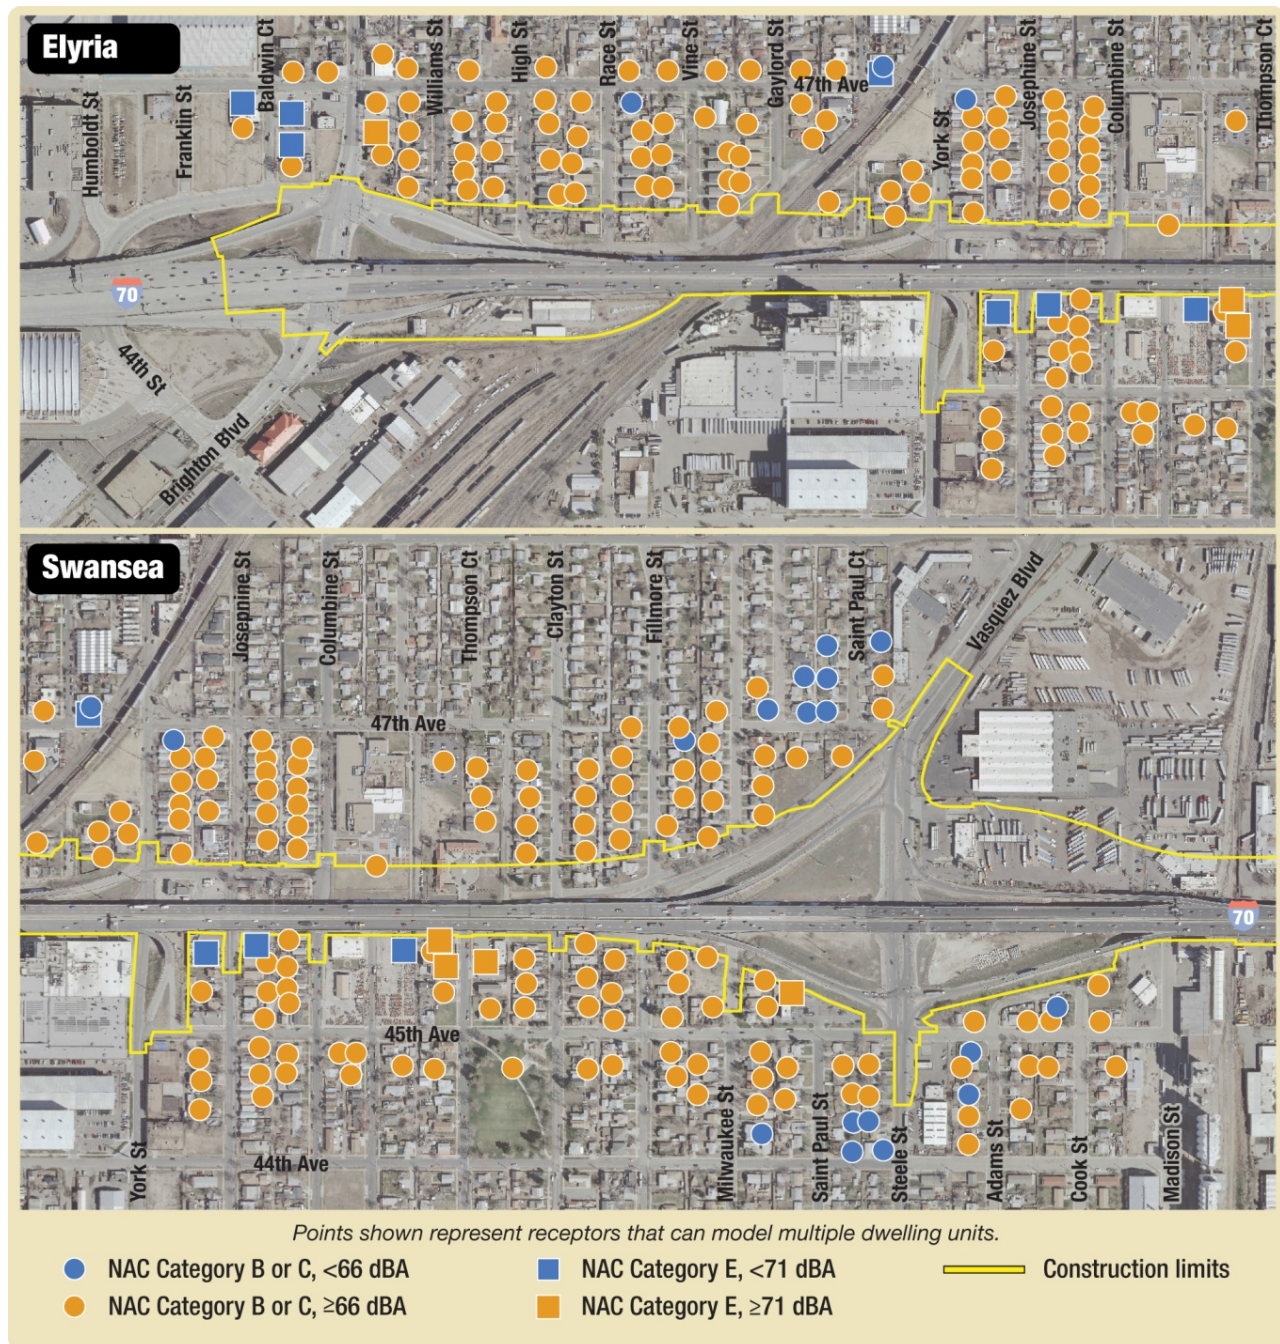 Elyria
Humboldt St
Franklin St
Baldwin Ct
Williams St
High St
Race St
Vine St
Gaylord St
47th Ave
York St
Josephine St
Columbine St
Thompson Ct
70
44th St
Brighton Blvd
Swansea
Josephine St
Columbine St
Thompson Ct
Clayton St
Fillmore St
Saint Paul Ct
Vasquez Blvd
47th Ave
70
45th Ave
44th Ave
York St
Milwaukee St
Saint Paul St
Steele St
Adams St
Cook St
Madison St
Points shown represent receptors that can model multiple dwelling units.
NAC Category B or C, <66 dBA
NAC Category E, <71 dBA
Construction limits
NAC Category B or C, ≥66 dBA
NAC Category E, ≥71 dBA